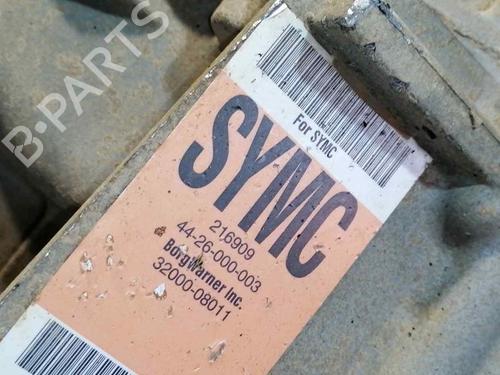 For SYMC
SYMC
216909
44-26-000-003
BorgWarner Inc.
32000-08011
B-PARTS